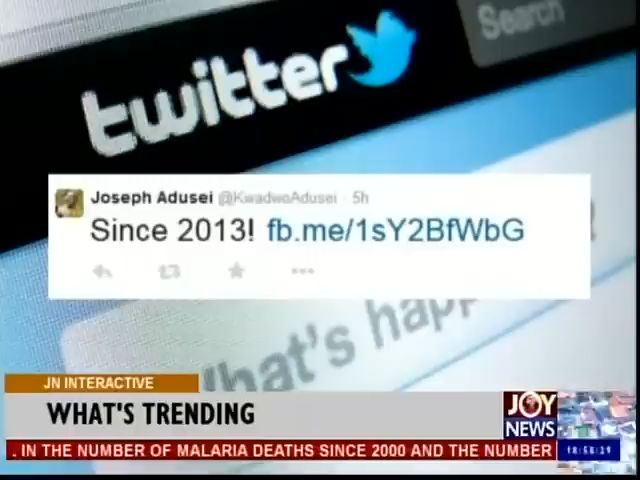 twitter
Search
Joseph Adusei @KwadwoAdusei · 5h
Since 2013! fb.me/1sY2BfWbG
hat's happ
JN INTERACTIVE
WHAT'S TRENDING
JOY
NEWS
. IN THE NUMBER OF MALARIA DEATHS SINCE 2000 AND THE NUMBER